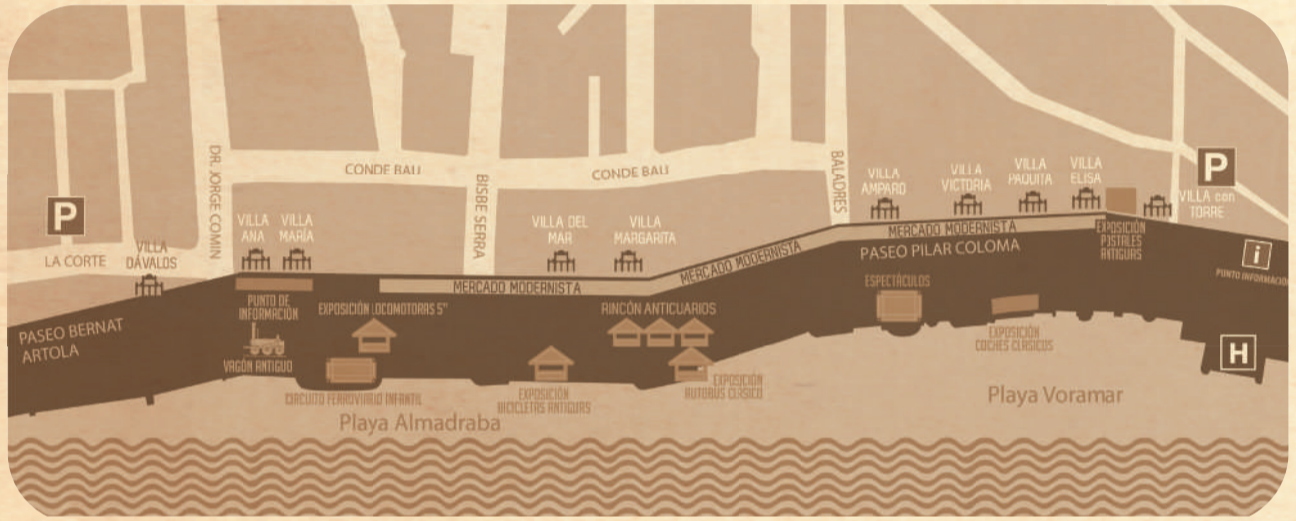 P
LA CORTE
VILLA
DÁVALOS
PASEO BERNAT
ARTOLA
DR. JORGE COMIN
VILLA
ANA
VILLA
MARÍA
PUNTO DE
INFORMACIÓN
VAGÓN ANTIGUO
EXPOSICIÓN LOCOMOTORAS 5"
CIRCUITO FERROVIARIO INFANTIL
CONDE BAU
BISBE SERRA
CONDE BAU
VILLA DEL
MAR
VILLA
MARGARITA
MERCADO MODERNISTA
EXPOSICIÓN
BICICLETAS ANTIGUAS
RINCÓN ANTICUARIOS
EXPOSICIÓN
AUTOBUS CLASICO
Playa Almadraba
MERCADO MODERNISTA
BALADRES
VILLA
AMPARO
VILLA
VICTORIA
VILLA
PAQUITA
VILLA
ELISA
MERCADO MODERNISTA
PASEO PILAR COLOMA
ESPECTÁCULOS
EXPOSICIÓN
COCHES CLÁSICOS
EXPOSICIÓN
POSTALES
ANTIGUAS
P
VILLA con
TORRE
i
PUNTO INFORMACIÓN
H
Playa Voramar